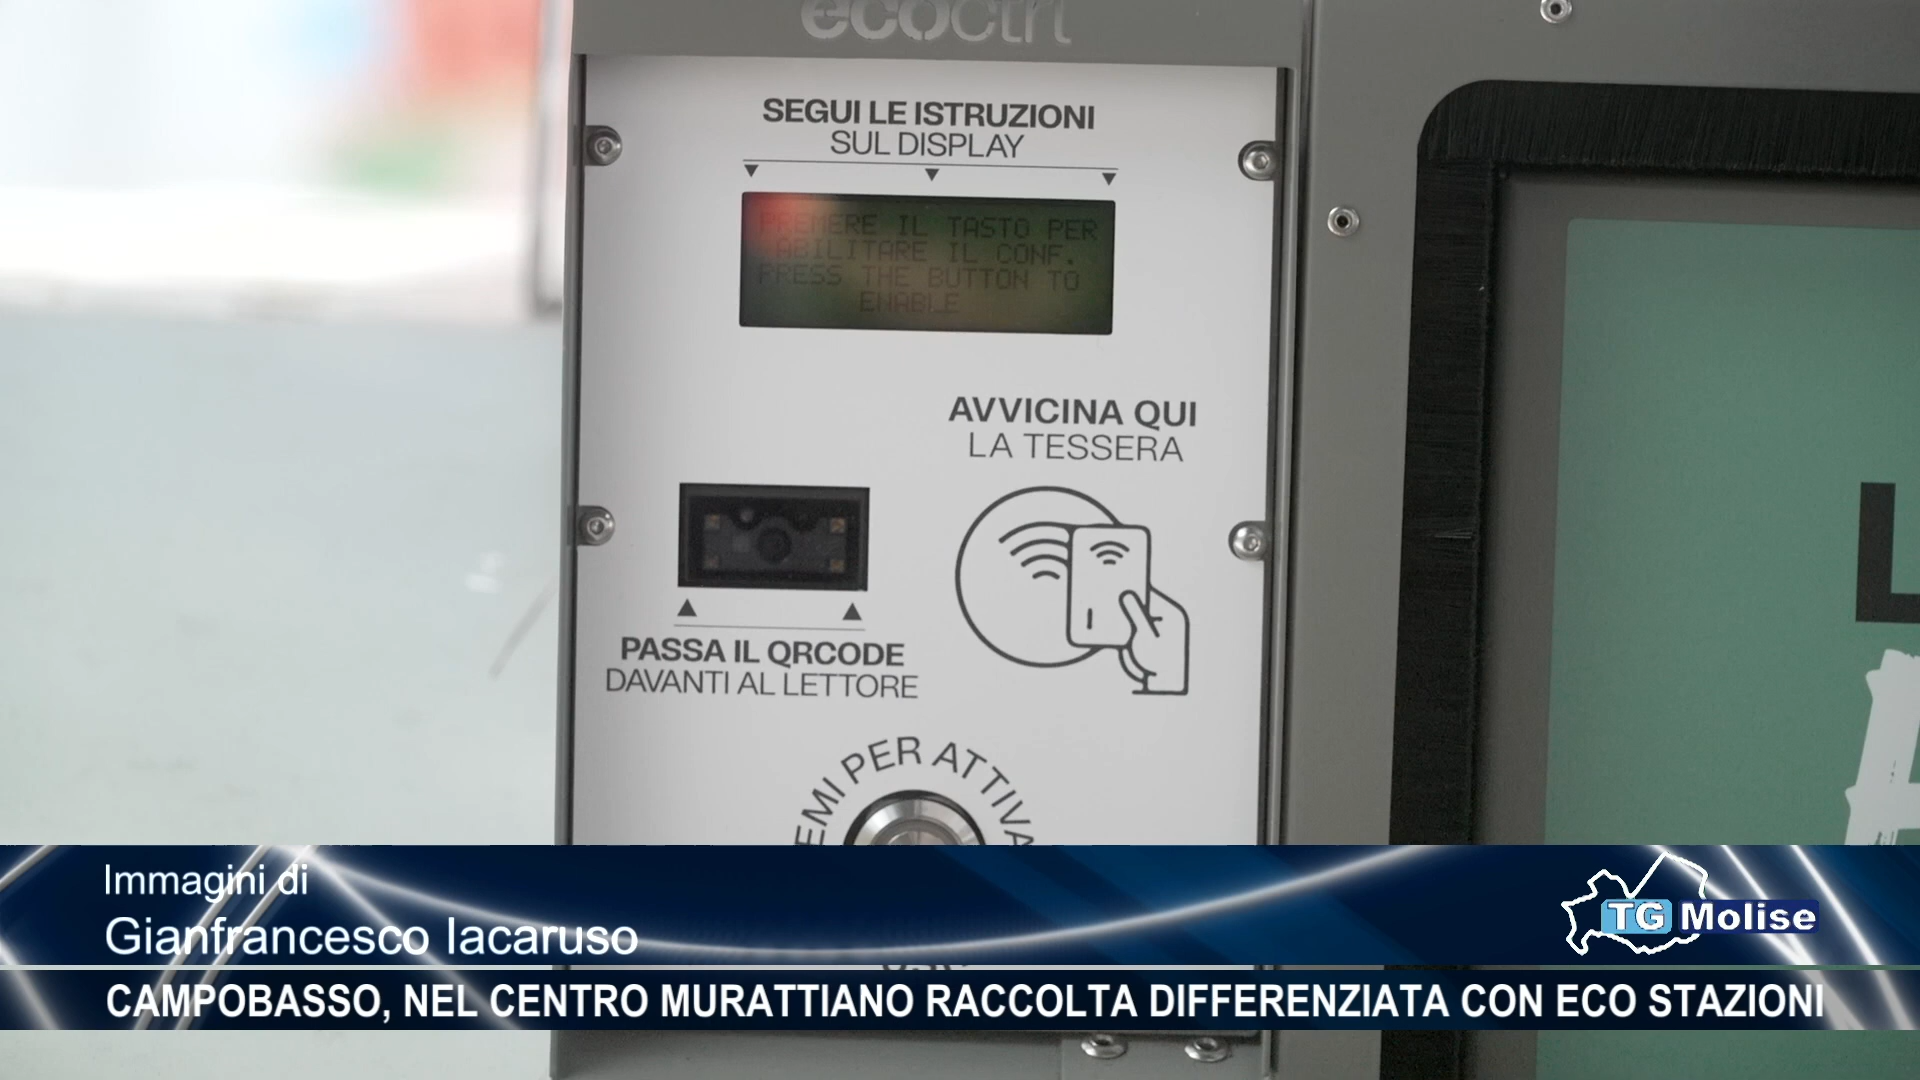 ecoctrl
SEGUI LE ISTRUZIONI
SUL DISPLAY
PREMERE IL TASTO PER
ABILITARE IL CONF.
PRESS THE BUTTON TO
ENABLE
AVVICINA QUI
LA TESSERA
PASSA IL QRCODE
DAVANTI AL LETTORE
EMI PER ATTIVA
Immagini di
Gianfrancesco Iacaruso
TG Molise
CAMPOBASSO, NEL CENTRO MURATTIANO RACCOLTA DIFFERENZIATA CON ECO STAZIONI